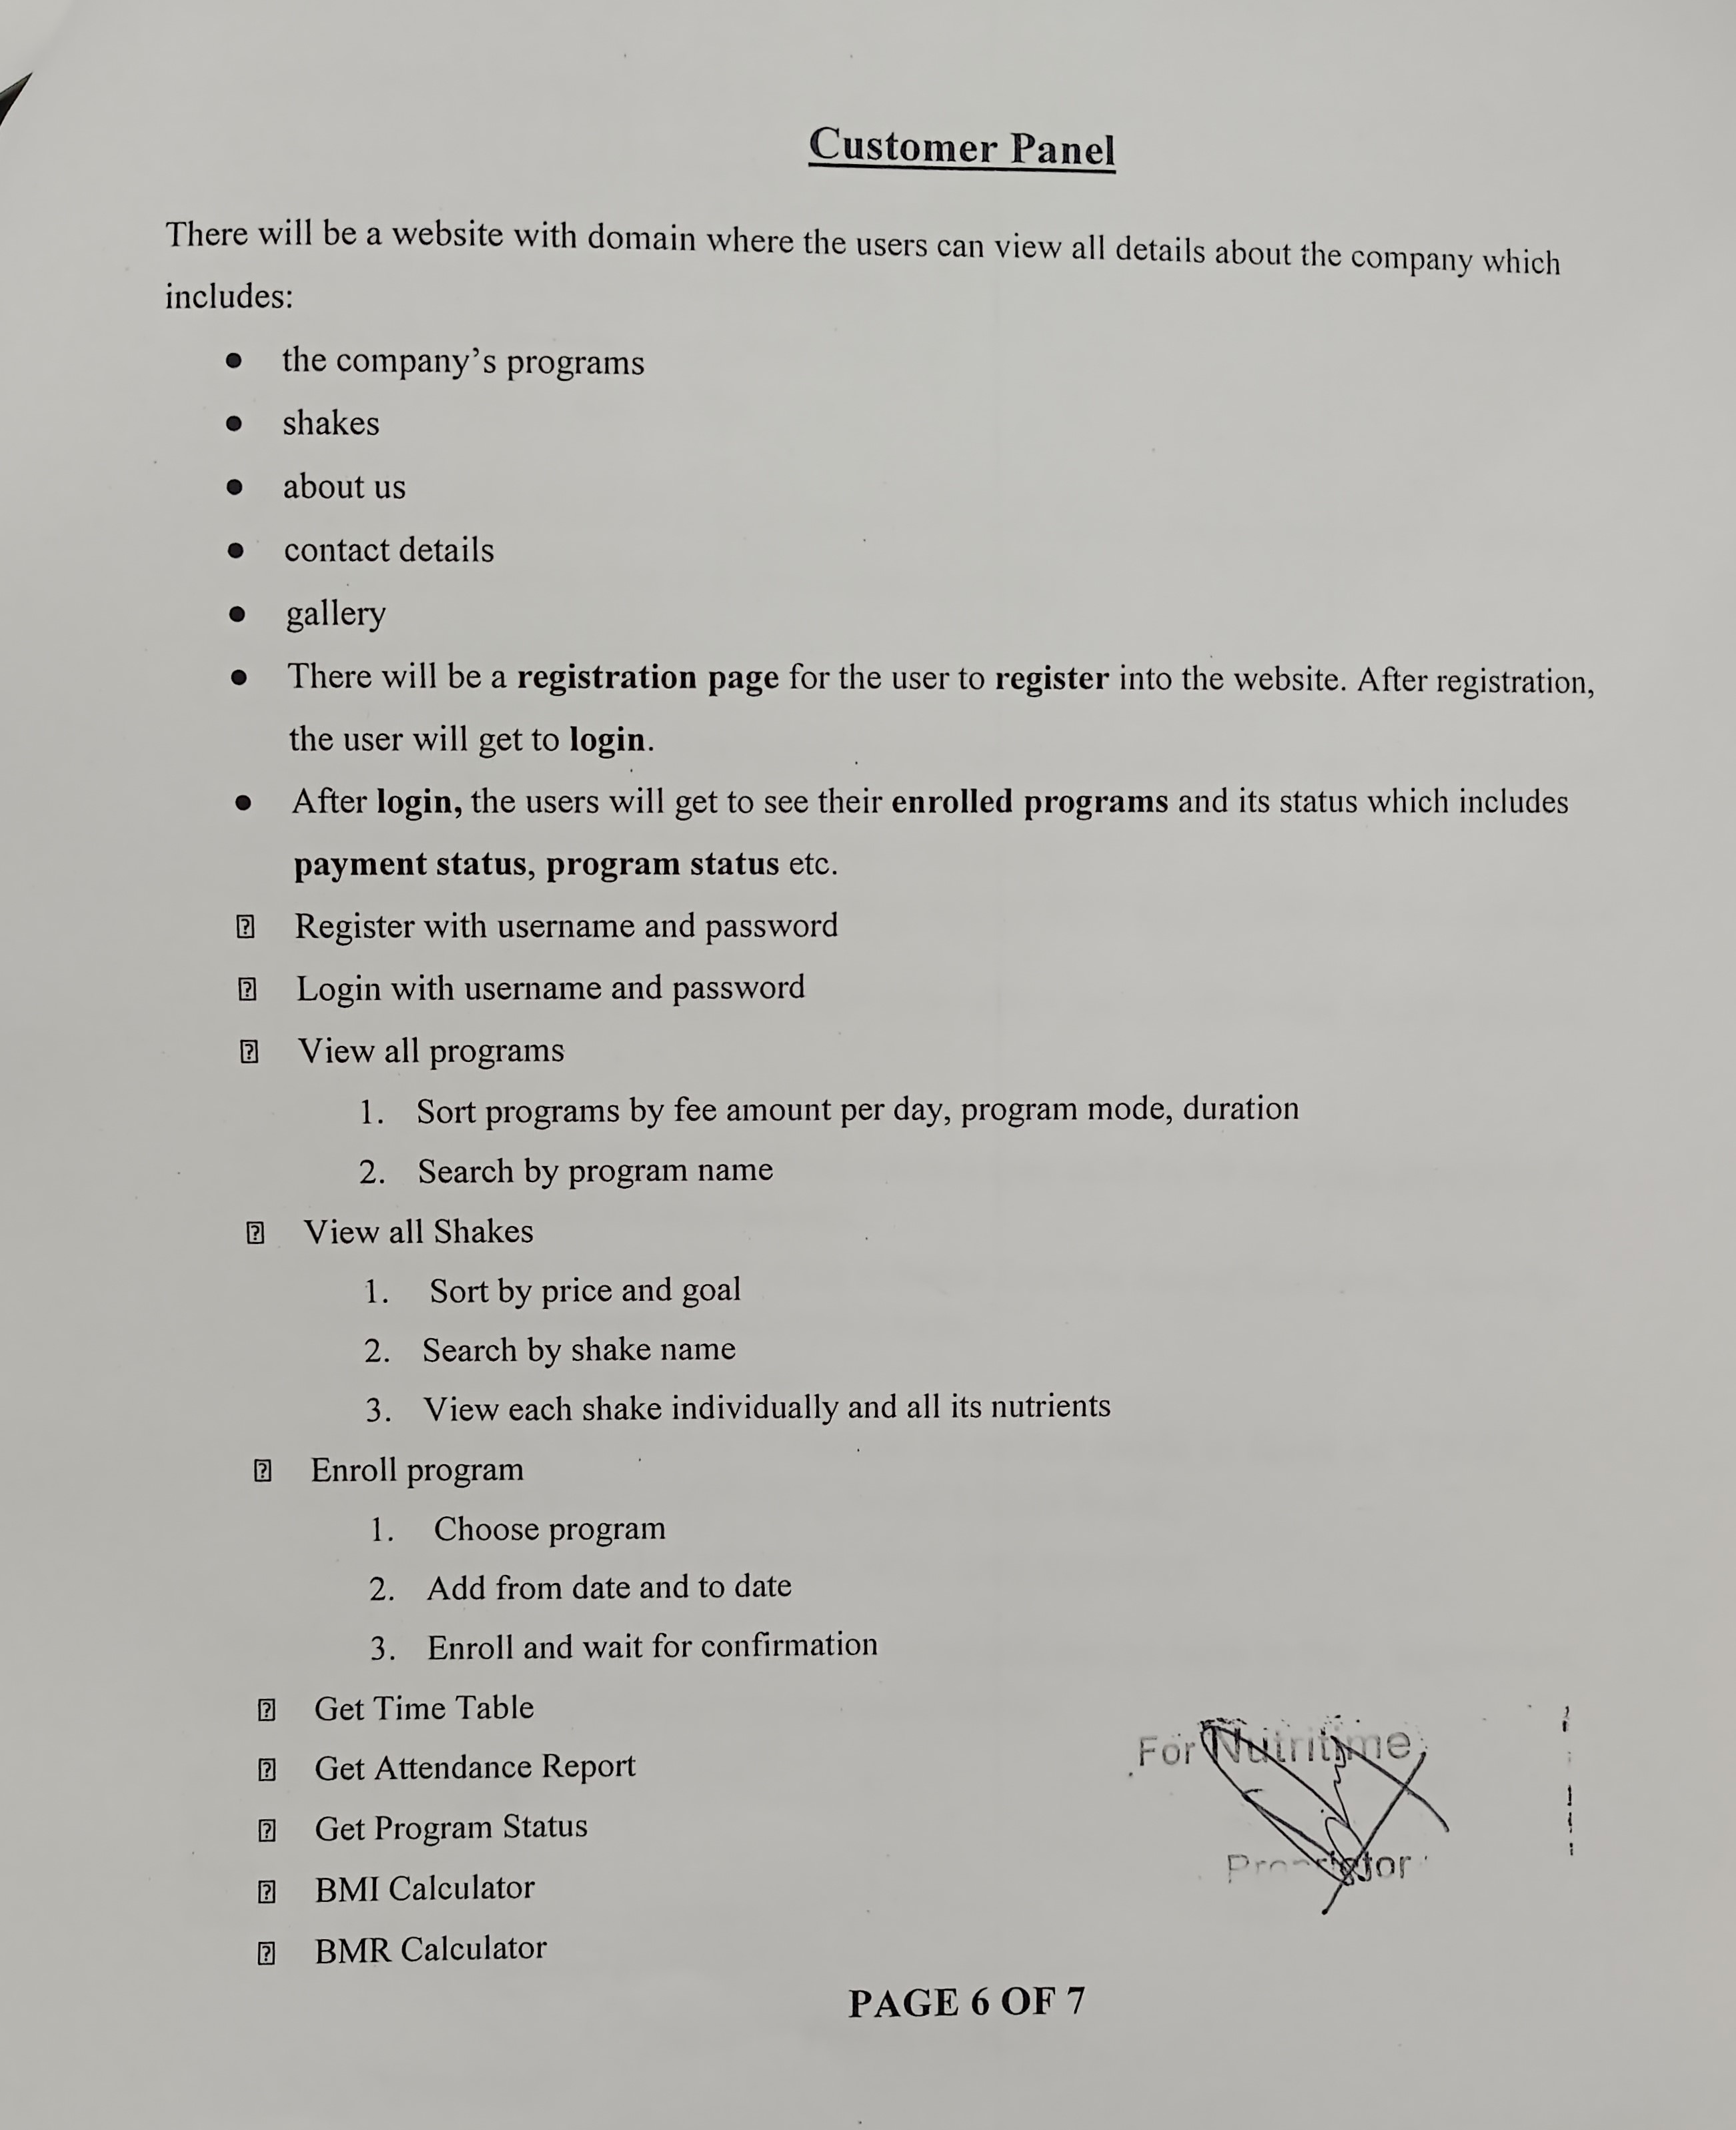 Customer Panel
There will be a website with domain where the users can view all details about the company which
includes:
● the company's programs
● shakes
● about us
● contact details
● gallery
● There will be a registration page for the user to register into the website. After registration,
the user will get to login.
● After login, the users will get to see their enrolled programs and its status which includes
payment status, program status etc.
⍰ Register with username and password
⍰ Login with username and password
⍰ View all programs
1. Sort programs by fee amount per day, program mode, duration
2. Search by program name
⍰ View all Shakes
1. Sort by price and goal
2. Search by shake name
3. View each shake individually and all its nutrients
⍰ Enroll program
1. Choose program
2. Add from date and to date
3. Enroll and wait for confirmation
⍰ Get Time Table
⍰ Get Attendance Report
⍰ Get Program Status
⍰ BMI Calculator
⍰ BMR Calculator
For Nutritime
Proprietor
PAGE 6 OF 7